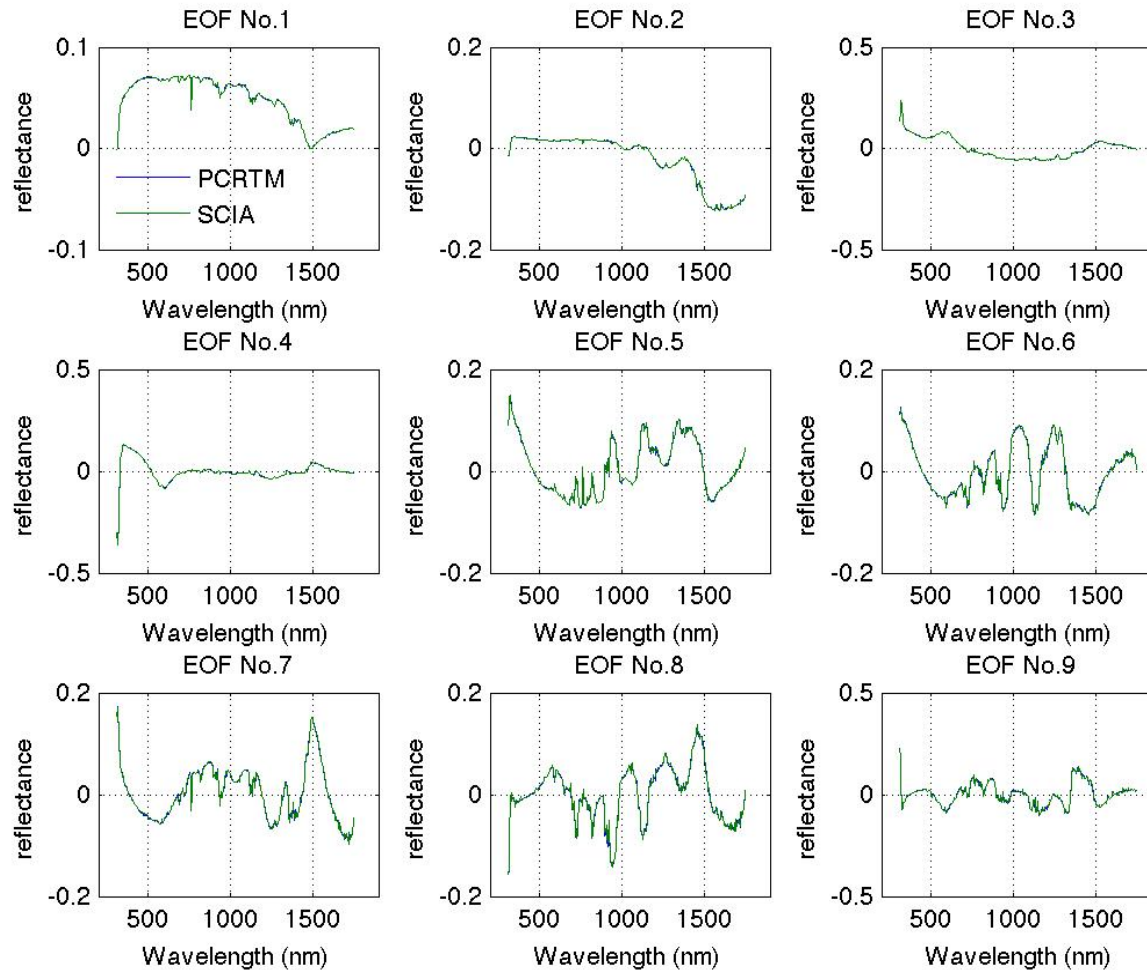 EOF No.1
0.1
0
-0.1
reflectance
PCRTM
SCIA
500 1000 1500
Wavelength (nm)
EOF No.2
0.2
0
-0.2
reflectance
500 1000 1500
Wavelength (nm)
EOF No.3
0.5
0
-0.5
reflectance
500 1000 1500
Wavelength (nm)
EOF No.4
0.5
0
-0.5
reflectance
500 1000 1500
Wavelength (nm)
EOF No.5
0.2
0
-0.2
reflectance
500 1000 1500
Wavelength (nm)
EOF No.6
0.2
0
-0.2
reflectance
500 1000 1500
Wavelength (nm)
EOF No.7
0.2
0
-0.2
reflectance
500 1000 1500
Wavelength (nm)
EOF No.8
0.2
0
-0.2
reflectance
500 1000 1500
Wavelength (nm)
EOF No.9
0.5
0
-0.5
reflectance
500 1000 1500
Wavelength (nm)